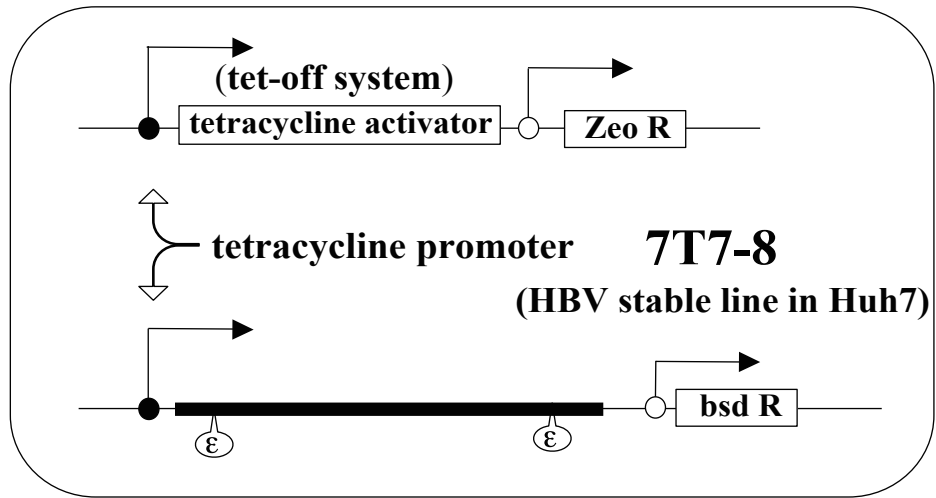 (tet-off system)
tetracycline activator
Zeo R
tetracycline promoter
7T7-8
(HBV stable line in Huh7)
bsd R
ε
ε